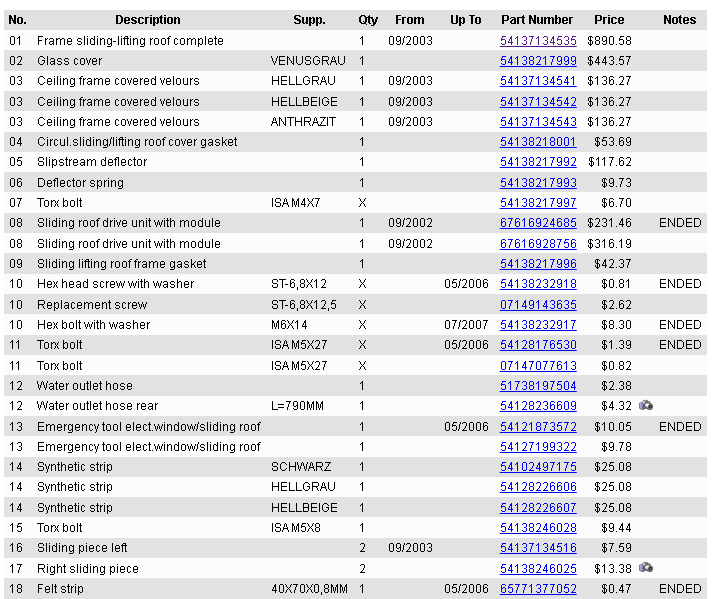 No. Description Supp. Qty From Up To Part Number Price Notes
01 Frame sliding-lifting roof complete 1 09/2003 54137134535 $890.58
02 Glass cover VENUSGRAU 1 54138217999 $443.57
03 Ceiling frame covered velours HELLGRAU 1 09/2003 54137134541 $136.27
03 Ceiling frame covered velours HELLBEIGE 1 09/2003 54137134542 $136.27
03 Ceiling frame covered velours ANTHRAZIT 1 09/2003 54137134543 $136.27
04 Circul.sliding/lifting roof cover gasket 1 54138218001 $53.69
05 Slipstream deflector 1 54138217992 $117.62
06 Deflector spring 1 54138217993 $9.73
07 Torx bolt ISAM4X7 X 54138217997 $6.70
08 Sliding roof drive unit with module 1 09/2002 67616924685 $231.46 ENDED
08 Sliding roof drive unit with module 1 09/2002 67616928756 $316.19
09 Sliding lifting roof frame gasket 1 54138217996 $42.37
10 Hex head screw with washer ST-6,8X12 X 05/2006 54138232918 $0.81 ENDED
10 Replacement screw ST-6,8X12,5 X 07149143635 $2.62
10 Hex bolt with washer M6X14 X 07/2007 54138232917 $8.30 ENDED
11 Torx bolt ISAM5X27 X 05/2006 54128176530 $1.39 ENDED
11 Torx bolt ISAM5X27 X 07147077613 $0.82
12 Water outlet hose 1 51738197504 $2.38
12 Water outlet hose rear L=790MM 1 54128236609 $4.32
13 Emergency tool elect.window/sliding roof 1 05/2006 54121873572 $10.05 ENDED
13 Emergency tool elect.window/sliding roof 1 54127199322 $9.78
14 Synthetic strip SCHWARZ 1 54102497175 $25.08
14 Synthetic strip HELLGRAU 1 54128226606 $25.08
14 Synthetic strip HELLBEIGE 1 54128226607 $25.08
15 Torx bolt ISAM5X8 1 54138246028 $9.44
16 Sliding piece left 2 09/2003 54137134516 $7.59
17 Right sliding piece 2 54138246025 $13.38
18 Felt strip 40X70X0,8MM 1 05/2006 65771377052 $0.47 ENDED